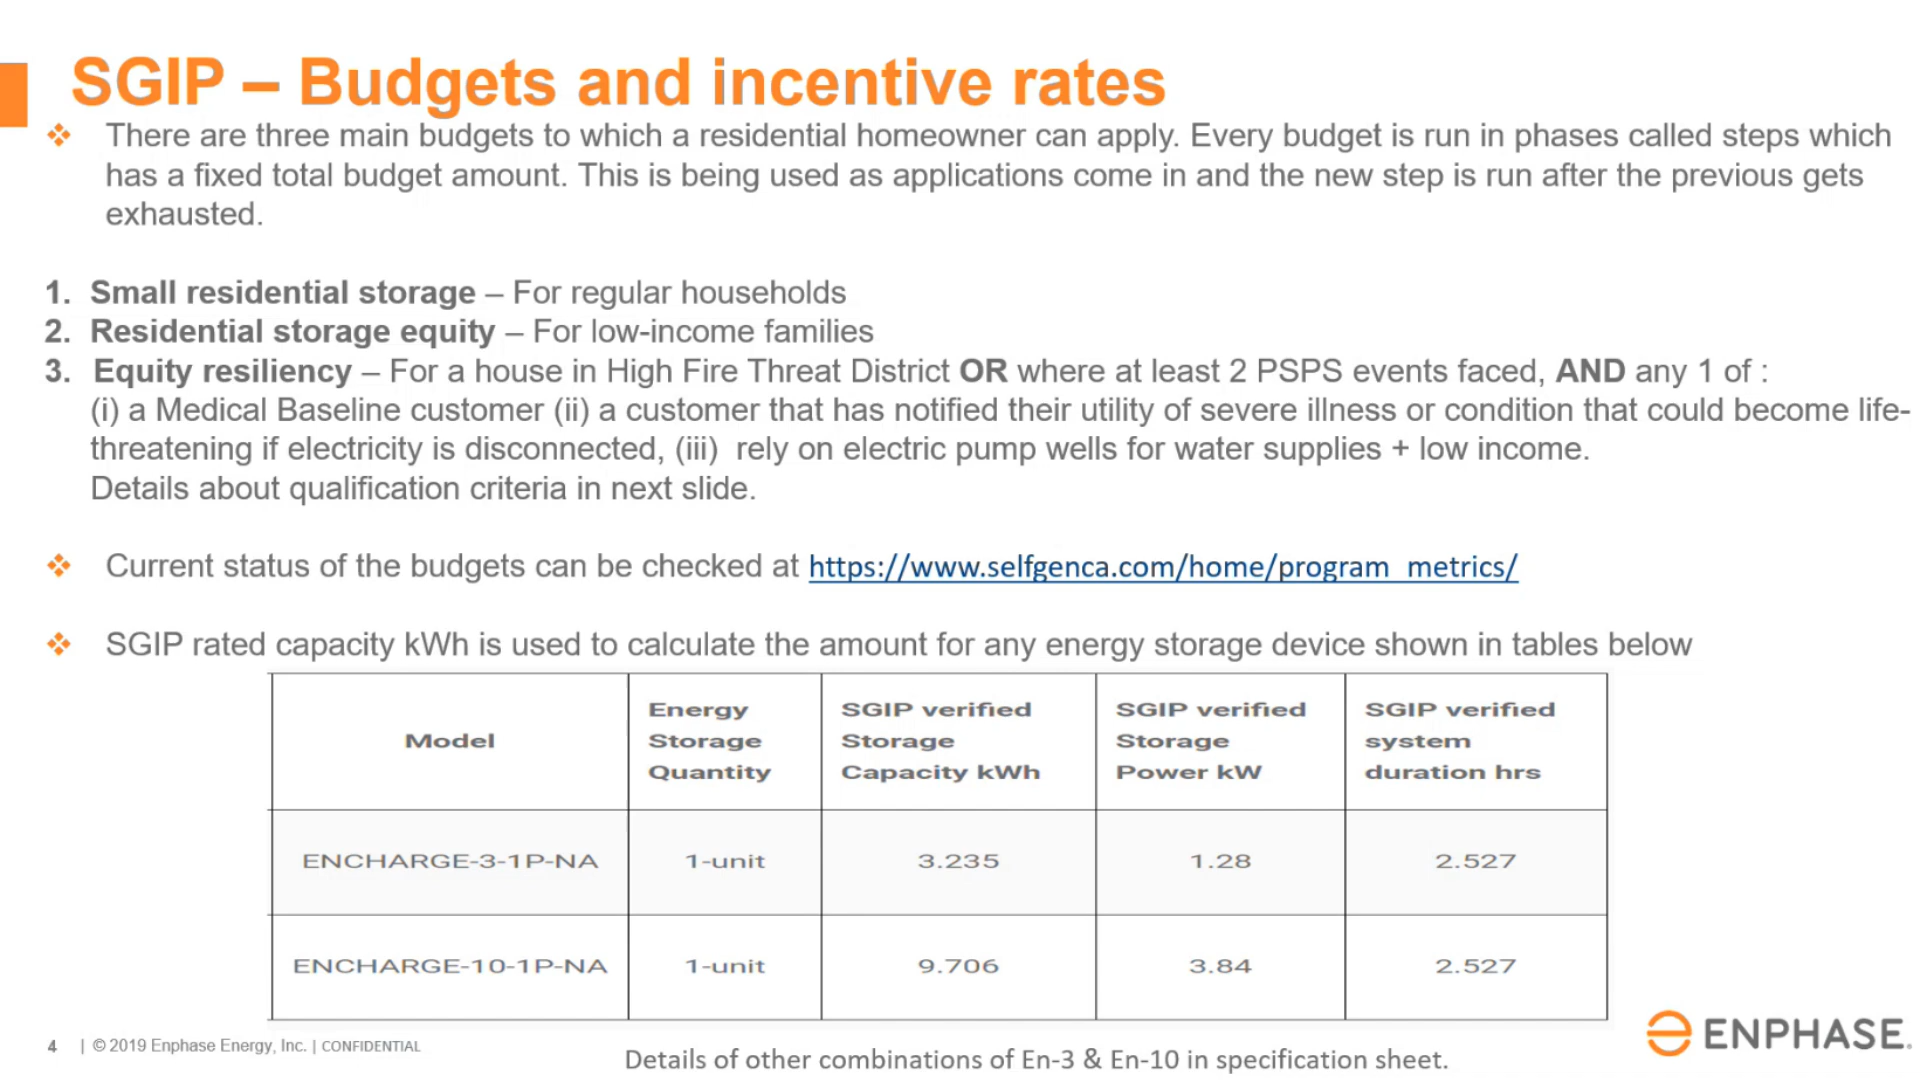 SGIP – Budgets and incentive rates
❖ There are three main budgets to which a residential homeowner can apply. Every budget is run in phases called steps which
has a fixed total budget amount. This is being used as applications come in and the new step is run after the previous gets
exhausted.
1. Small residential storage – For regular households
2. Residential storage equity – For low-income families
3. Equity resiliency – For a house in High Fire Threat District OR where at least 2 PSPS events faced, AND any 1 of :
(i) a Medical Baseline customer (ii) a customer that has notified their utility of severe illness or condition that could become life-
threatening if electricity is disconnected, (iii) rely on electric pump wells for water supplies + low income.
Details about qualification criteria in next slide.
❖ Current status of the budgets can be checked at https://www.selfgenca.com/home/program_metrics/
❖ SGIP rated capacity kWh is used to calculate the amount for any energy storage device shown in tables below
Model
Energy
Storage
Quantity
SGIP verified
Storage
Capacity kWh
SGIP verified
Storage
Power kW
SGIP verified
system
duration hrs
ENCHARGE-3-1P-NA 1-unit 3.235 1.28 2.527
ENCHARGE-10-1P-NA 1-unit 9.706 3.84 2.527
4 | © 2019 Enphase Energy, Inc. | CONFIDENTIAL
Details of other combinations of En-3 & En-10 in specification sheet.
ENPHASE.